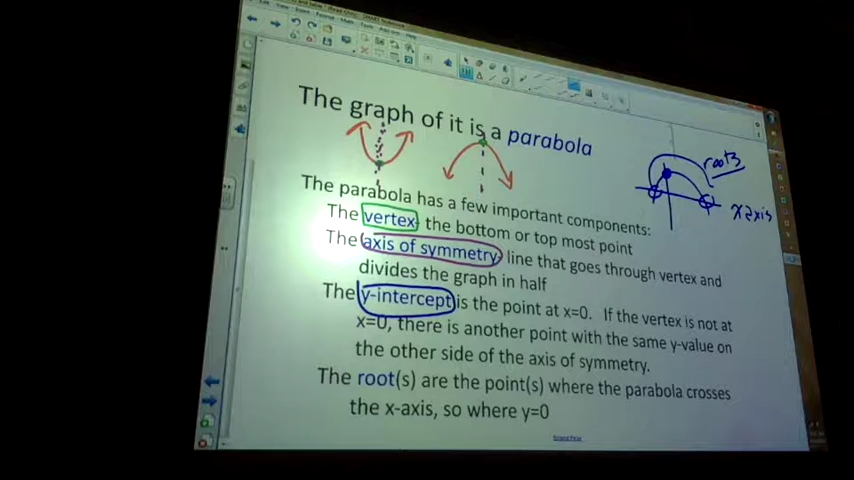 The graph of it is a parabola
roots
x axis
The parabola has a few important components:
The vertex- the bottom or top most point
The axis of symmetry- line that goes through vertex and
divides the graph in half
The y-intercept is the point at x=0. If the vertex is not at
x=0, there is another point with the same y-value on
the other side of the axis of symmetry.
The root(s) are the point(s) where the parabola crosses
the x-axis, so where y=0